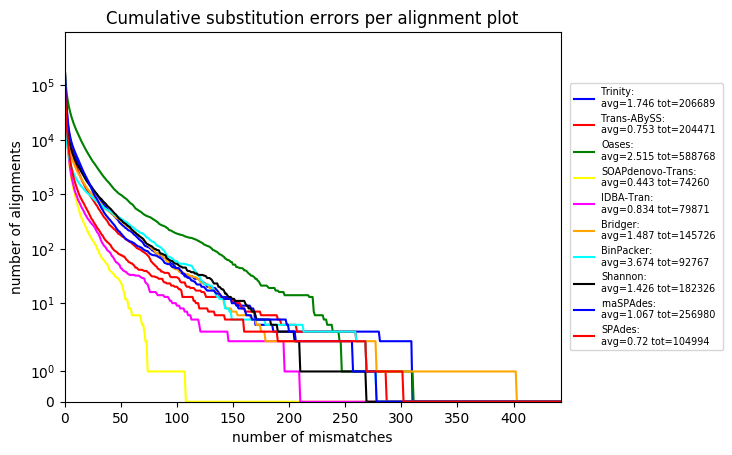 Cumulative substitution errors per alignment plot
number of alignments
10^5
10^4
10^3
10^2
10^1
10^0
0
0 50 100 150 200 250 300 350 400
number of mismatches
Trinity:
avg=1.746 tot=206689
Trans-ABySS:
avg=0.753 tot=204471
Oases:
avg=2.515 tot=588768
SOAPdenovo-Trans:
avg=0.443 tot=74260
IDBA-Tran:
avg=0.834 tot=79871
Bridger:
avg=1.487 tot=145726
BinPacker:
avg=3.674 tot=92767
Shannon:
avg=1.426 tot=182326
rnaSPAdes:
avg=1.067 tot=256980
SPAdes:
avg=0.72 tot=104994